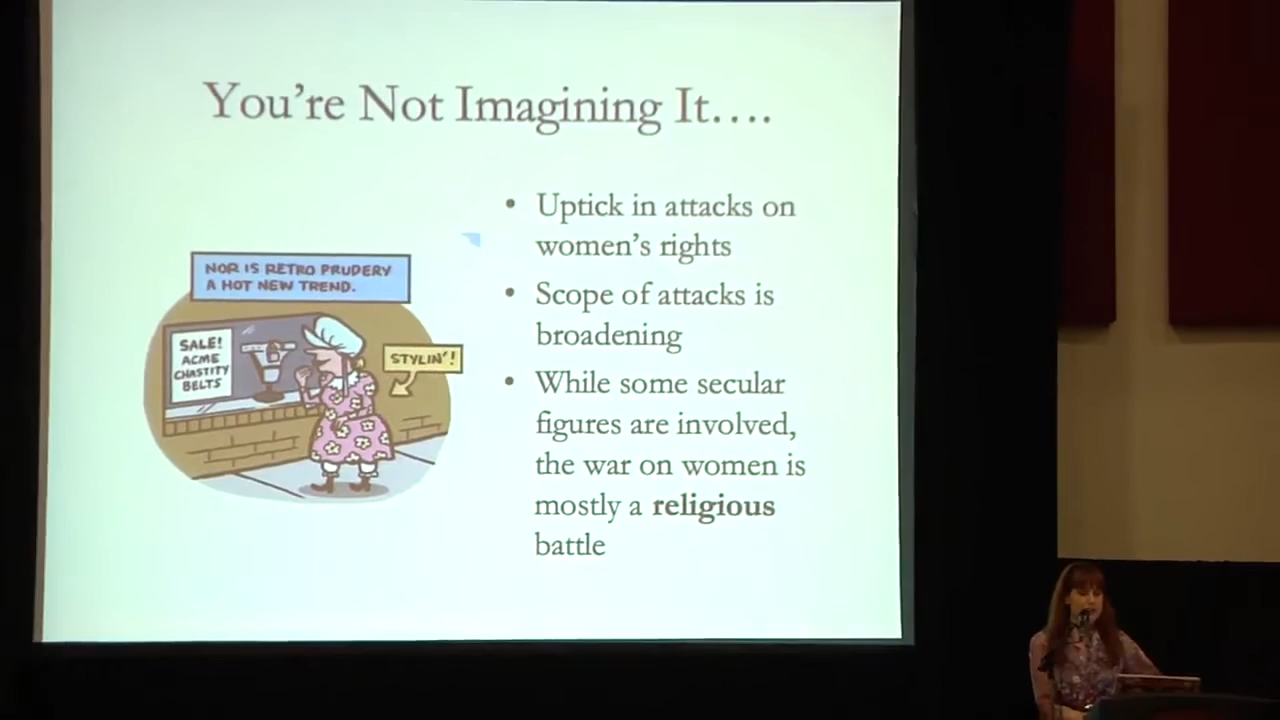 You're Not Imagining It....
NOR IS RETRO PRUDERY
A HOT NEW TREND.
SALE!
ACME
CHASTITY
BELTS
STYLIN'!
• Uptick in attacks on
women's rights
• Scope of attacks is
broadening
• While some secular
figures are involved,
the war on women is
mostly a religious
battle